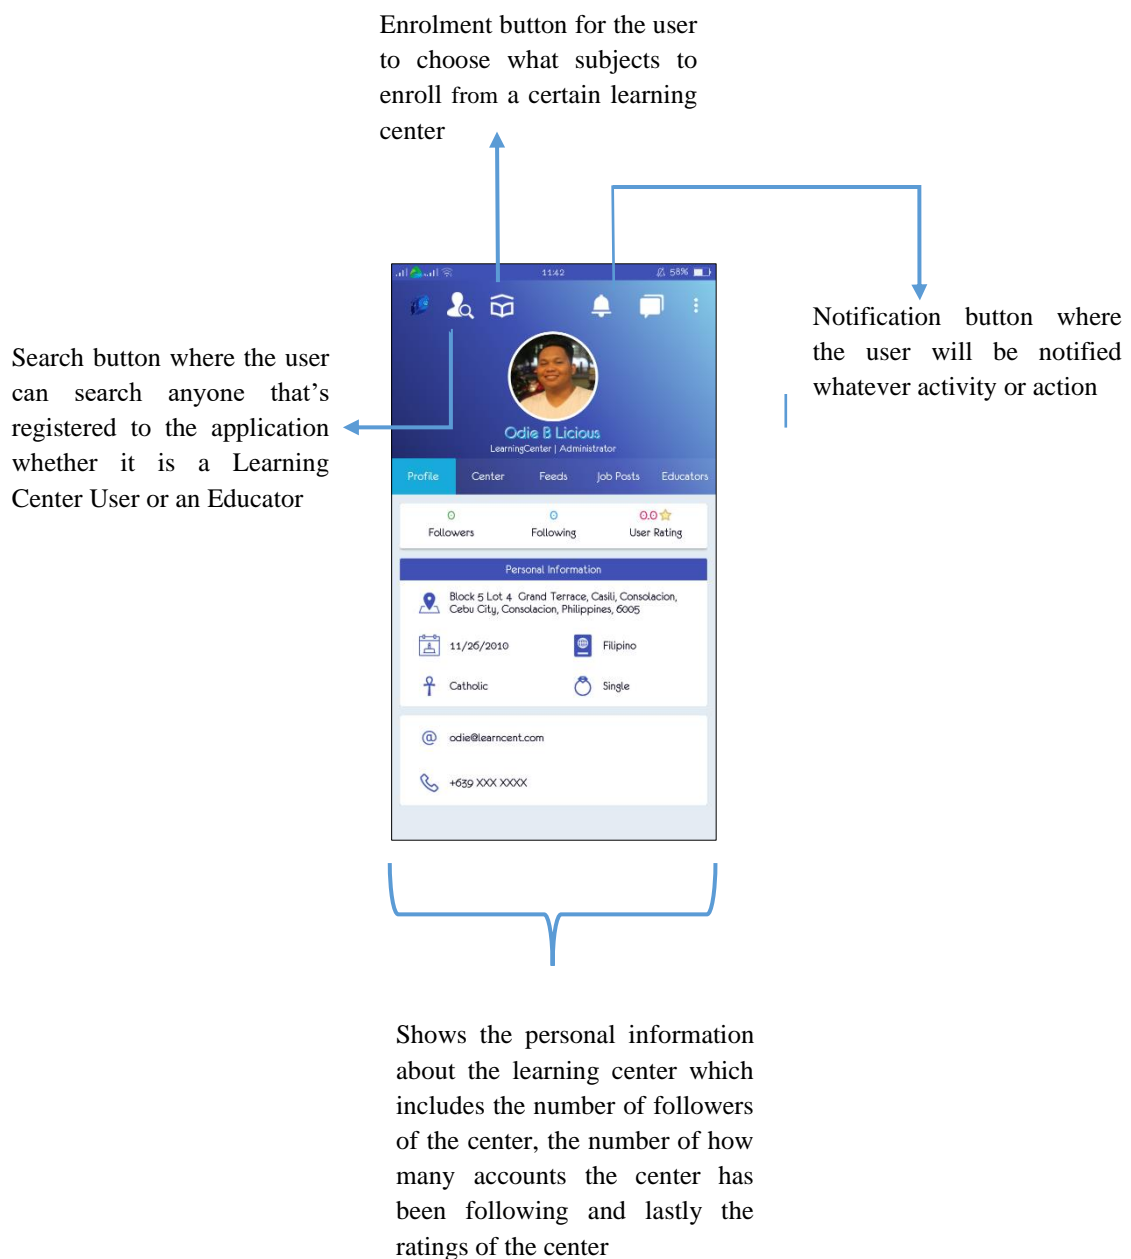 Enrolment button for the user
to choose what subjects to
enroll from a certain learning
center
Notification button where
the user will be notified
whatever activity or action
Search button where the user
can search anyone that’s
registered to the application
whether it is a Learning
Center User or an Educator
11:42
58%
Odie B Licious
LearningCenter | Administrator
Profile Center Feeds Job Posts Educators
0 0 0.0
Followers Following User Rating
Personal Information
Block 5 Lot 4 Grand Terrace, Casili, Consolacion,
Cebu City, Consolacion, Philippines, 6005
11/26/2010 Filipino
Catholic Single
odie@learncent.com
+639 XXX XXXX
Shows the personal information
about the learning center which
includes the number of followers
of the center, the number of how
many accounts the center has
been following and lastly the
ratings of the center